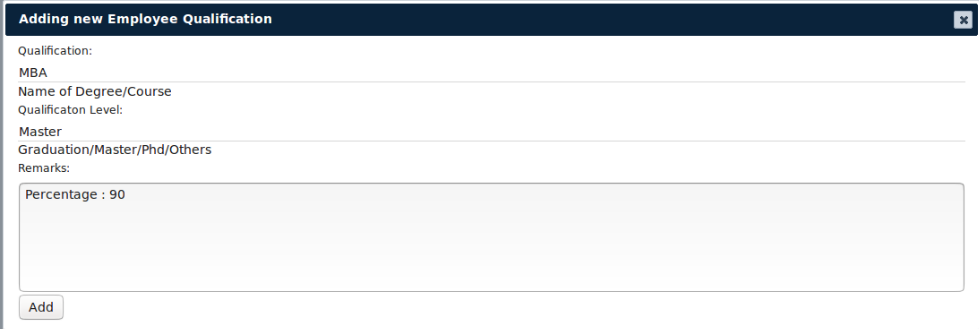 Adding new Employee Qualification
Qualification:
MBA
Name of Degree/Course
Qualificaton Level:
Master
Graduation/Master/Phd/Others
Remarks:
Percentage : 90
Add